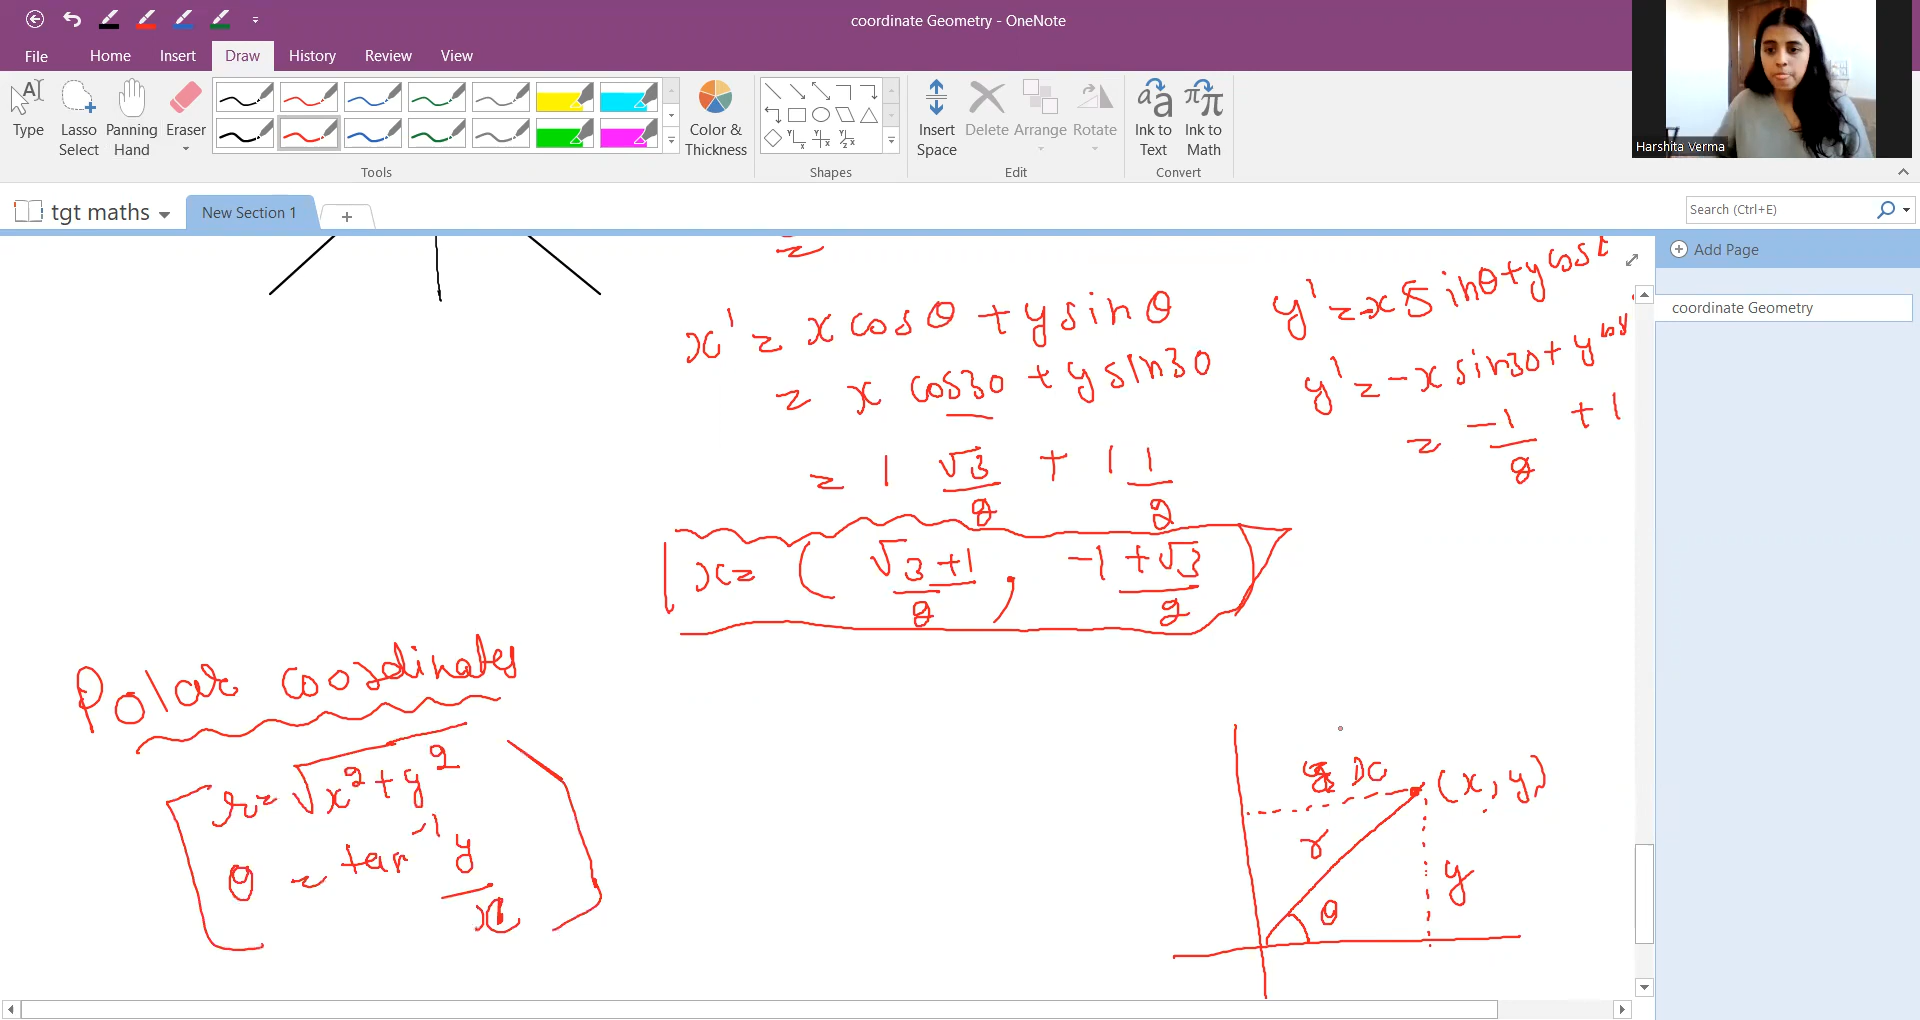 coordinate Geometry - OneNote
File Home Insert Draw History Review View
Type
Lasso Select
Panning Hand
Eraser
Color & Thickness
Insert Space
Delete
Arrange
Rotate
Ink to Text
Ink to Math
Tools
Shapes
Edit
Convert
Harshita Verma
tgt maths
New Section 1
Search (Ctrl+E)
Add Page
coordinate Geometry
x' = x cosθ + y sinθ
= x cos30 + y sin30
= 1 √3/2 + 1 1/2
x = (√3+1/2, -1+√3/2)
y' = -x sinθ + y cos
y' = -x sin30 + y cos
= -1/2 + 1
Polar coordinates
r = √x²+y²
θ = tan⁻¹ y/x
(x, y)
r
y
θ